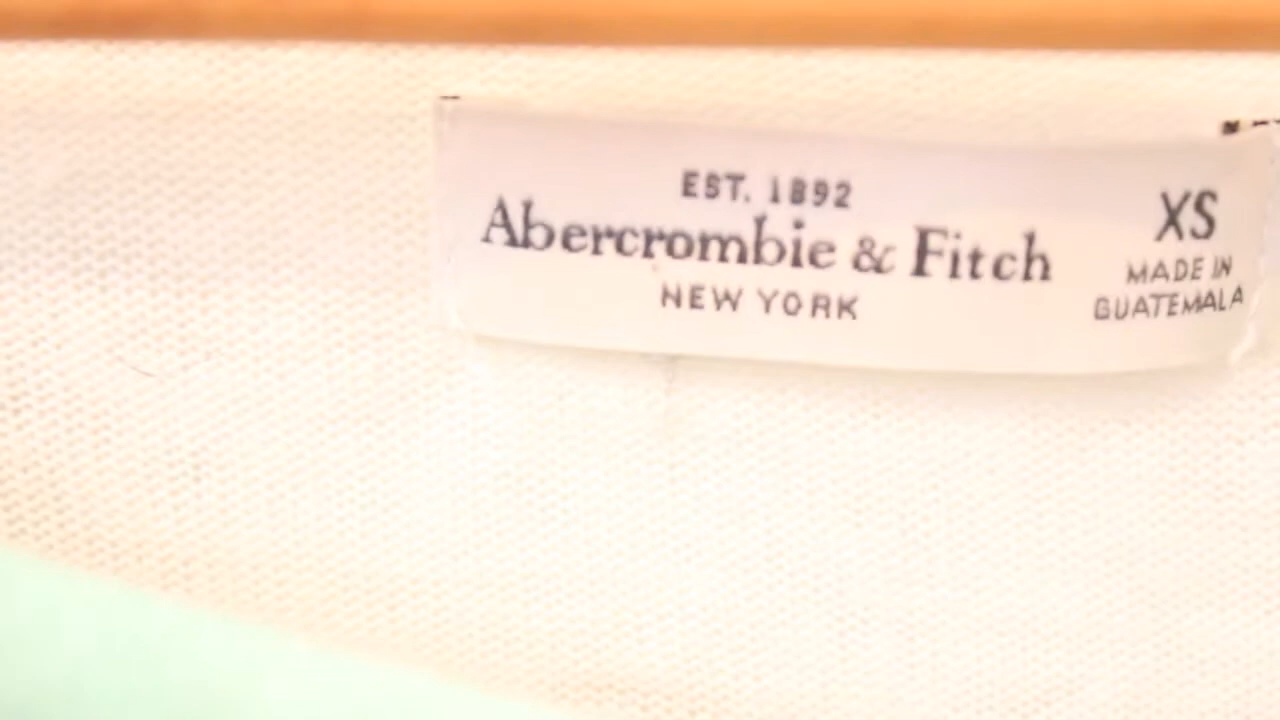 EST. 1892
Abercrombie & Fitch
NEW YORK
XS
MADE IN
GUATEMALA